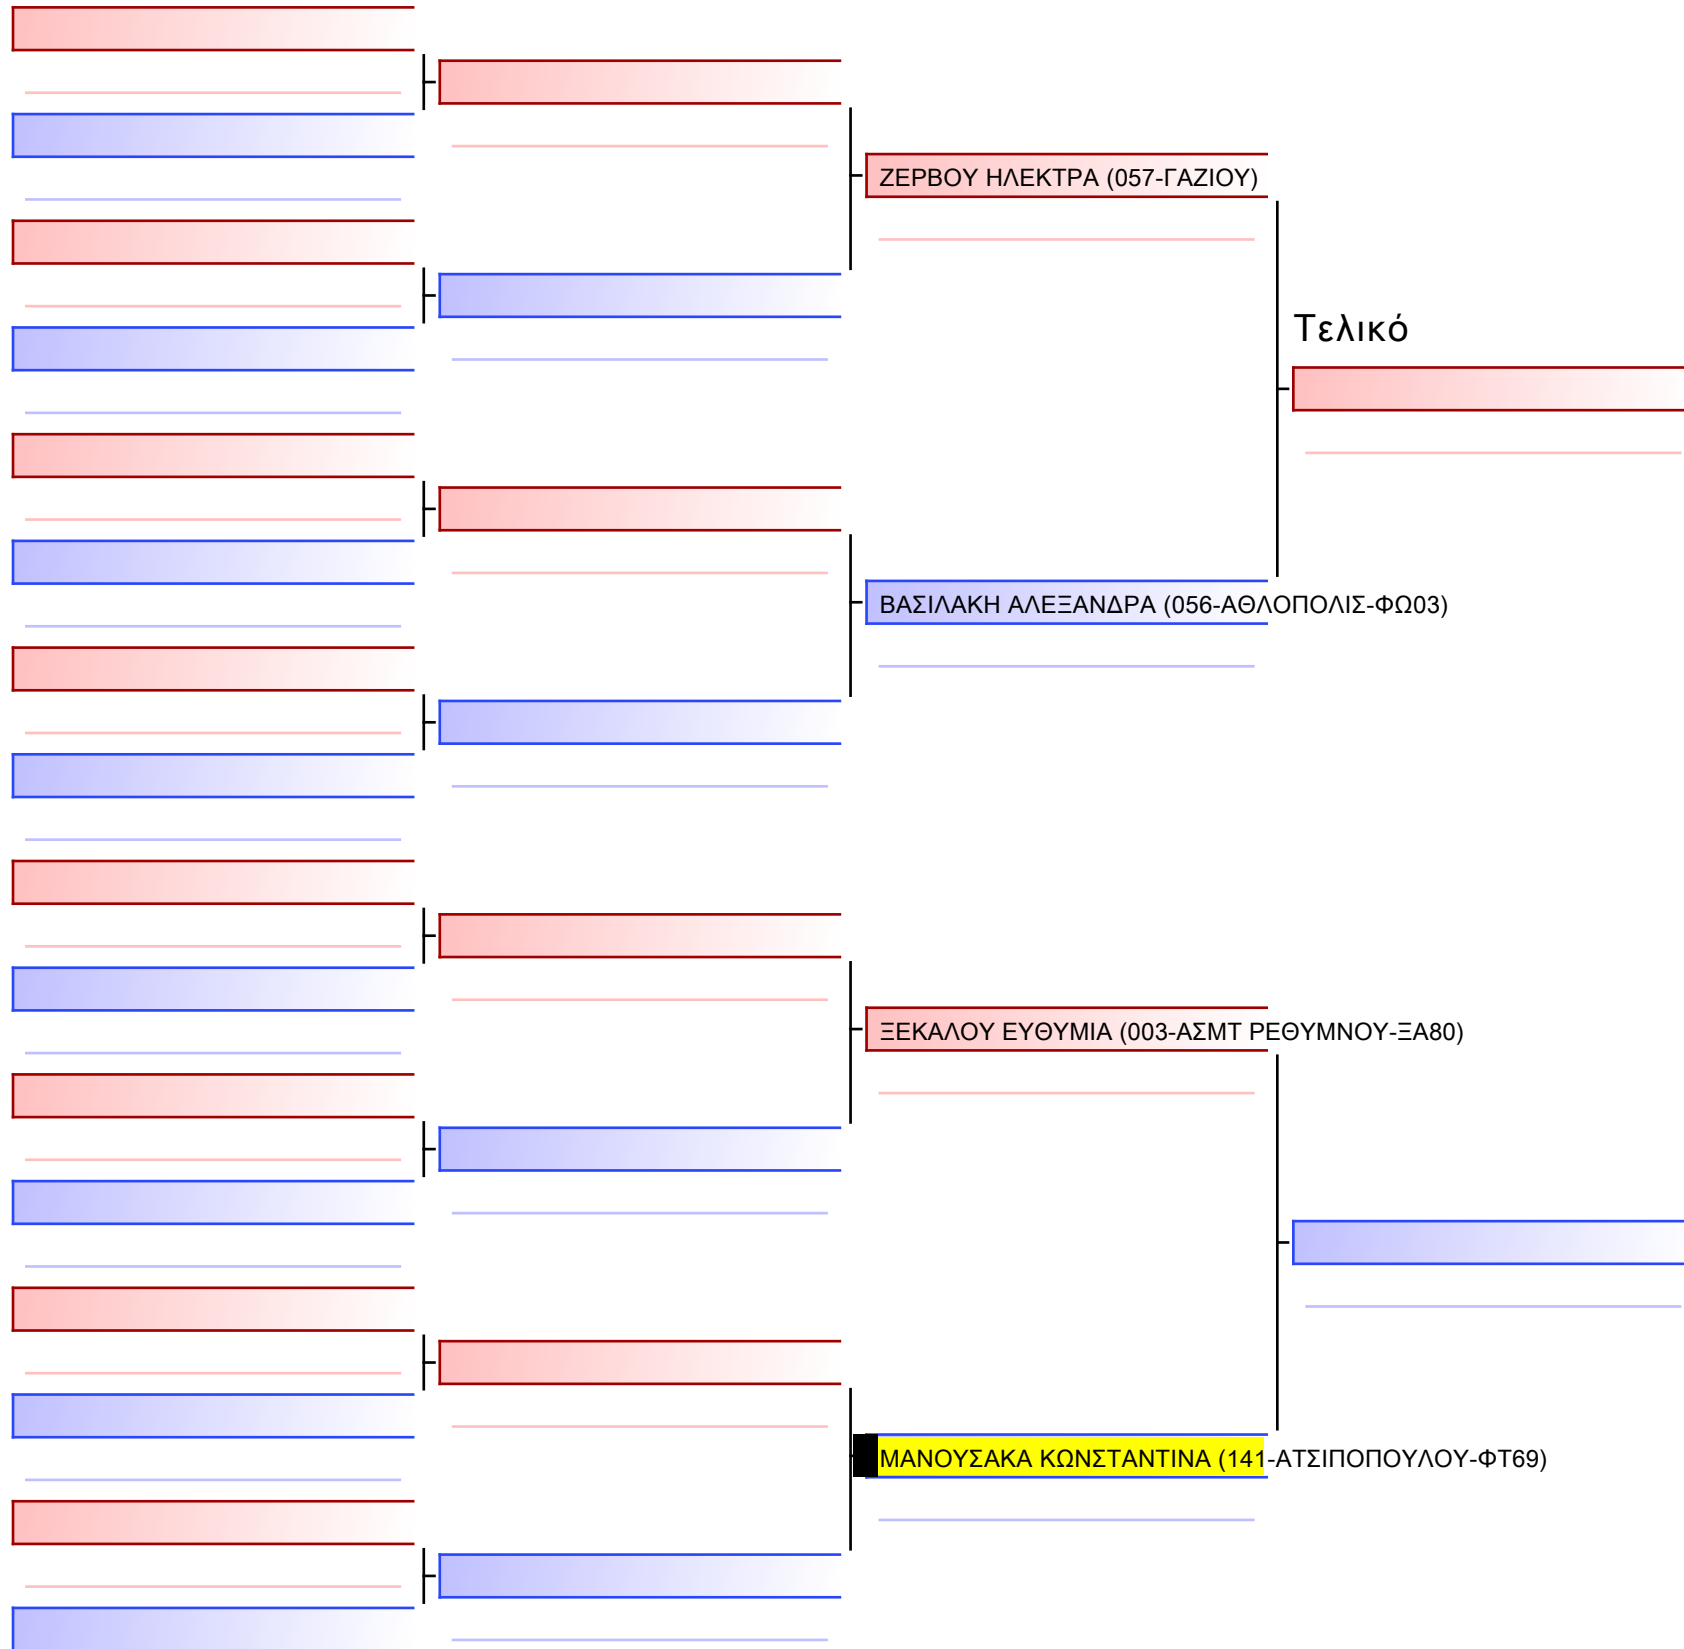 ΖΕΡΒΟΥ ΗΛΕΚΤΡΑ (057-ΓΑΖΙΟΥ)
Τελικό
ΒΑΣΙΛΑΚΗ ΑΛΕΞΑΝΔΡΑ (056-ΑΘΛΟΠΟΛΙΣ-ΦΩ03)
ΞΕΚΑΛΟΥ ΕΥΘΥΜΙΑ (003-ΑΣΜΤ ΡΕΘΥΜΝΟΥ-ΞΑ80)
ΜΑΝΟΥΣΑΚΑ ΚΩΝΣΤΑΝΤΙΝΑ (141-ΑΤΣΙΠΟΠΟΥΛΟΥ-ΦΤ69)